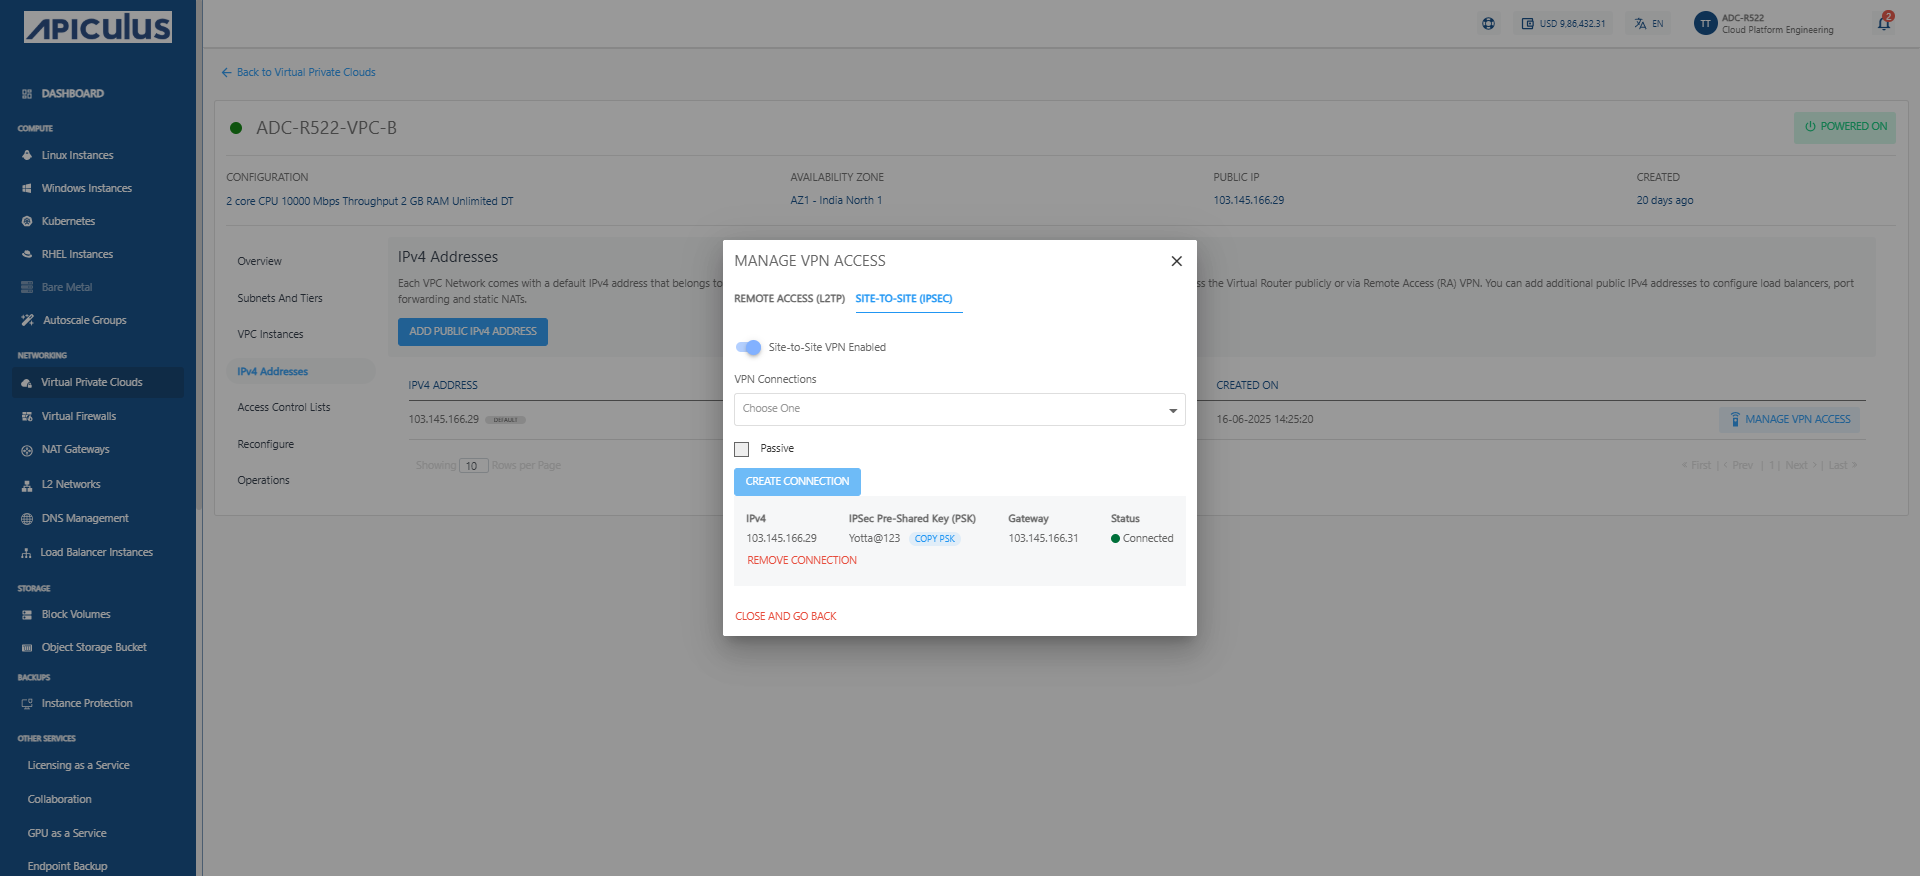 APICULUS
USD 9,86,432.31
EN
TT
ADC-R522
Cloud Platform Engineering
2
Back to Virtual Private Clouds
DASHBOARD
COMPUTE
Linux Instances
Windows Instances
Kubernetes
RHEL Instances
Bare Metal
Autoscale Groups
NETWORKING
Virtual Private Clouds
Virtual Firewalls
NAT Gateways
L2 Networks
DNS Management
Load Balancer Instances
STORAGE
Block Volumes
Object Storage Bucket
BACKUPS
Instance Protection
OTHER SERVICES
Licensing as a Service
Collaboration
GPU as a Service
Endpoint Backup
ADC-R522-VPC-B
POWERED ON
CONFIGURATION
2 core CPU 10000 Mbps Throughput 2 GB RAM Unlimited DT
AVAILABILITY ZONE
AZ1 - India North 1
PUBLIC IP
103.145.166.29
CREATED
20 days ago
Overview
Subnets And Tiers
VPC Instances
IPv4 Addresses
Access Control Lists
Reconfigure
Operations
IPv4 Addresses
Each VPC Network comes with a default IPv4 address that belongs to
ss the Virtual Router publicly or via Remote Access (RA) VPN. You can add additional public IPv4 addresses to configure load balancers, port
forwarding and static NATs.
ADD PUBLIC IPv4 ADDRESS
IPV4 ADDRESS
CREATED ON
103.145.166.29 DEFAULT
16-06-2025 14:25:20
MANAGE VPN ACCESS
Showing 10 Rows per Page
< First | < Prev | 1 | Next > | Last >
MANAGE VPN ACCESS
REMOTE ACCESS (L2TP) SITE-TO-SITE (IPSEC)
Site-to-Site VPN Enabled
VPN Connections
Choose One
Passive
CREATE CONNECTION
IPv4 IPSec Pre-Shared Key (PSK) Gateway Status
103.145.166.29 Yotta@123 COPY PSK 103.145.166.31 Connected
REMOVE CONNECTION
CLOSE AND GO BACK